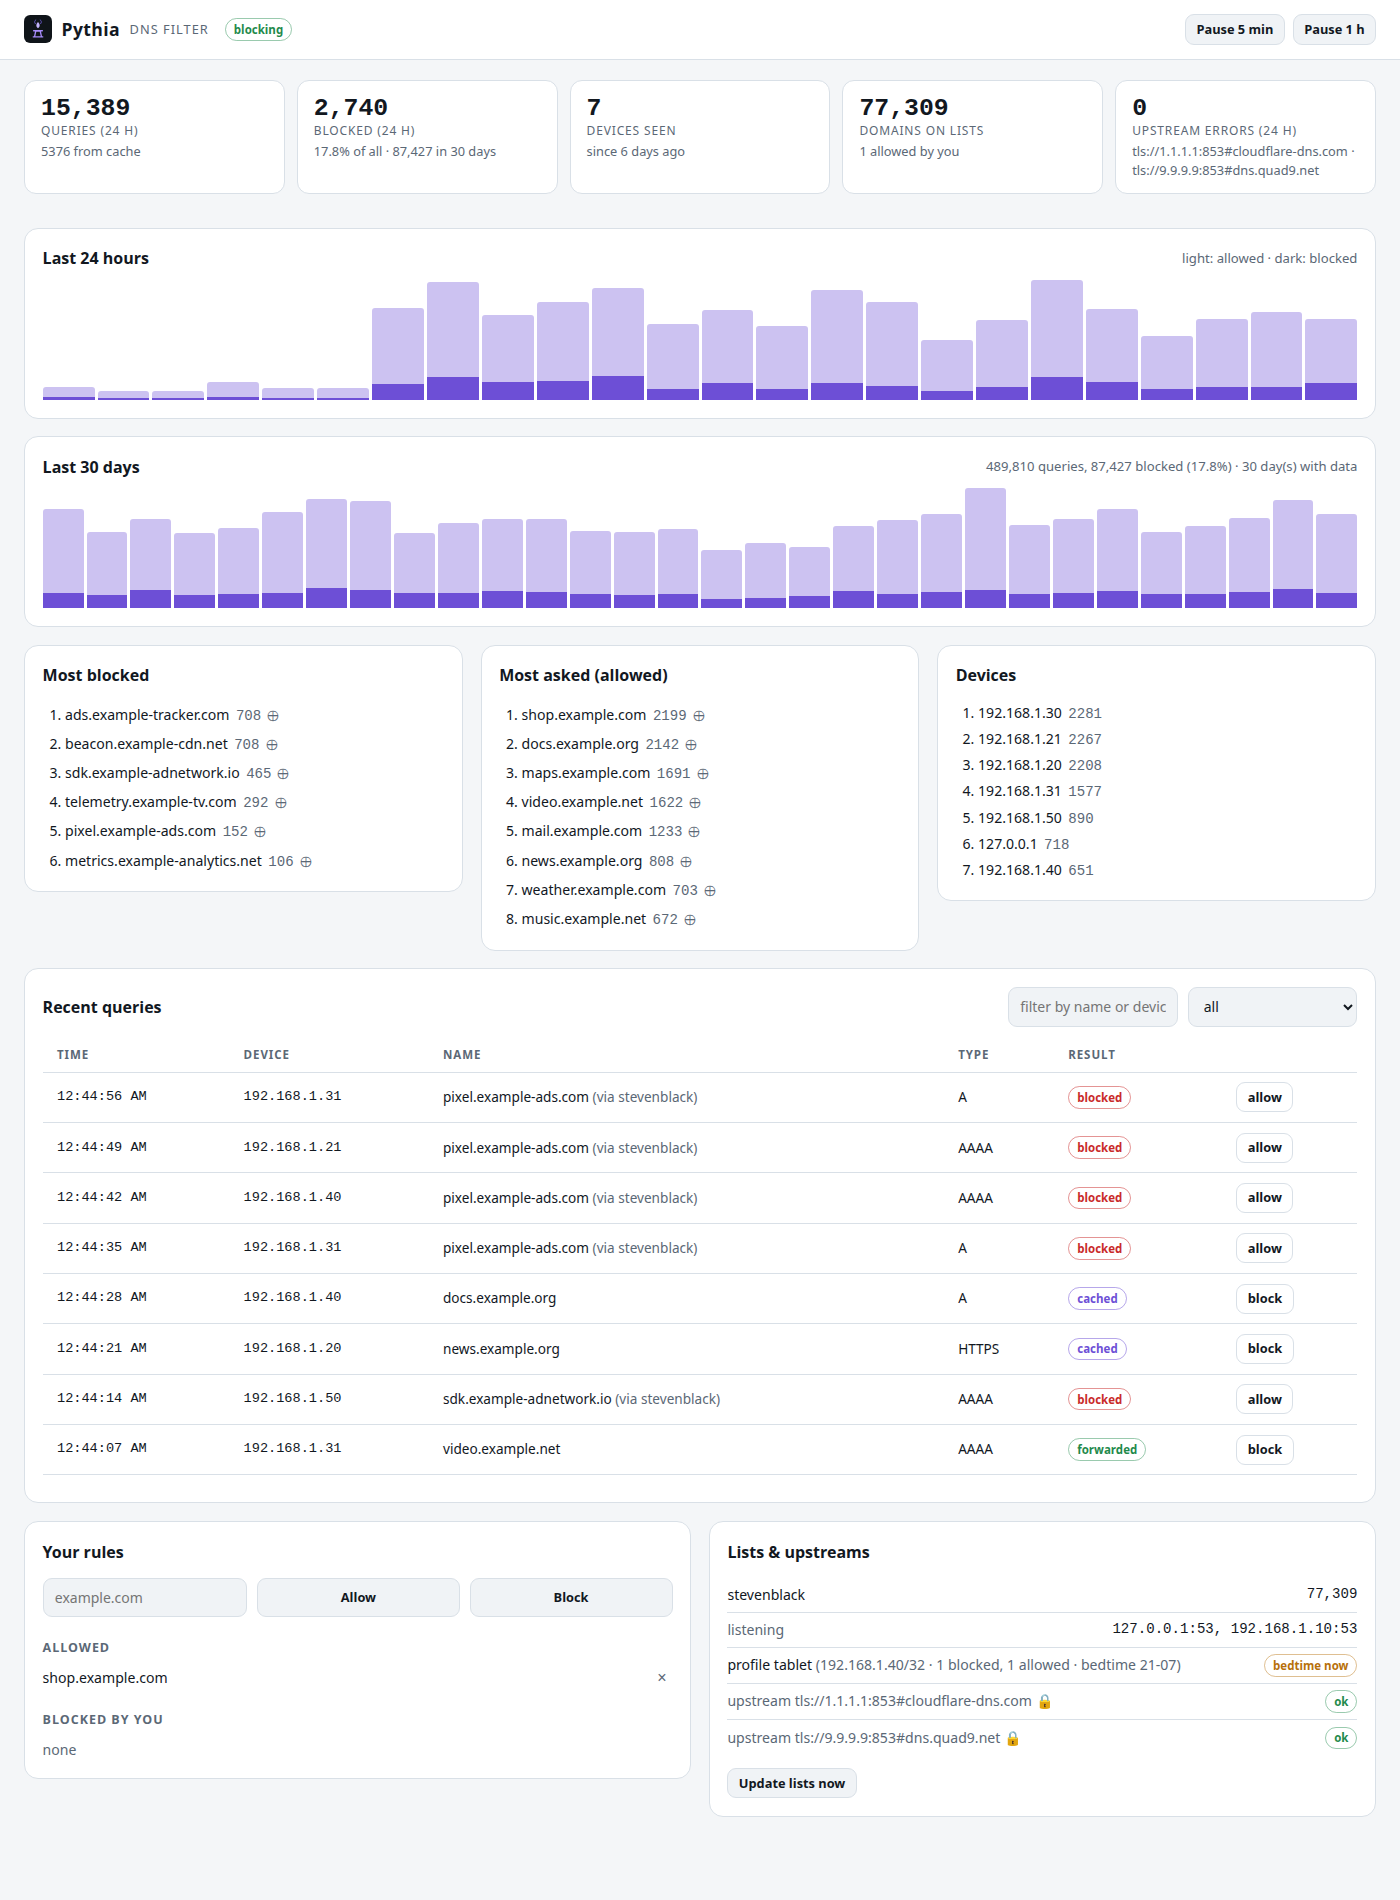 Pythia DNS FILTER blocking Pause 5 min Pause 1 h
15,389
QUERIES (24 H)
5376 from cache
2,740
BLOCKED (24 H)
17.8% of all · 87,427 in 30 days
7
DEVICES SEEN
since 6 days ago
77,309
DOMAINS ON LISTS
1 allowed by you
0
UPSTREAM ERRORS (24 H)
tls://1.1.1.1:853#cloudflare-dns.com ·
tls://9.9.9.9:853#dns.quad9.net
Last 24 hours light: allowed · dark: blocked
Last 30 days 489,810 queries, 87,427 blocked (17.8%) · 30 day(s) with data
Most blocked
1. ads.example-tracker.com 708
2. beacon.example-cdn.net 708
3. sdk.example-adnetwork.io 465
4. telemetry.example-tv.com 292
5. pixel.example-ads.com 152
6. metrics.example-analytics.net 106
Most asked (allowed)
1. shop.example.com 2199
2. docs.example.org 2142
3. maps.example.com 1691
4. video.example.net 1622
5. mail.example.com 1233
6. news.example.org 808
7. weather.example.com 703
8. music.example.net 672
Devices
1. 192.168.1.30 2281
2. 192.168.1.21 2267
3. 192.168.1.20 2208
4. 192.168.1.31 1577
5. 192.168.1.50 890
6. 127.0.0.1 718
7. 192.168.1.40 651
Recent queries filter by name or devic all
TIME DEVICE NAME TYPE RESULT
12:44:56 AM 192.168.1.31 pixel.example-ads.com (via stevenblack) A blocked allow
12:44:49 AM 192.168.1.21 pixel.example-ads.com (via stevenblack) AAAA blocked allow
12:44:42 AM 192.168.1.40 pixel.example-ads.com (via stevenblack) AAAA blocked allow
12:44:35 AM 192.168.1.31 pixel.example-ads.com (via stevenblack) A blocked allow
12:44:28 AM 192.168.1.40 docs.example.org A cached block
12:44:21 AM 192.168.1.20 news.example.org HTTPS cached block
12:44:14 AM 192.168.1.50 sdk.example-adnetwork.io (via stevenblack) AAAA blocked allow
12:44:07 AM 192.168.1.31 video.example.net AAAA forwarded block
Your rules
example.com Allow Block
ALLOWED
shop.example.com ×
BLOCKED BY YOU
none
Lists & upstreams
stevenblack 77,309
listening 127.0.0.1:53, 192.168.1.10:53
profile tablet (192.168.1.40/32 · 1 blocked, 1 allowed · bedtime 21-07) bedtime now
upstream tls://1.1.1.1:853#cloudflare-dns.com 🔒 ok
upstream tls://9.9.9.9:853#dns.quad9.net 🔒 ok
Update lists now